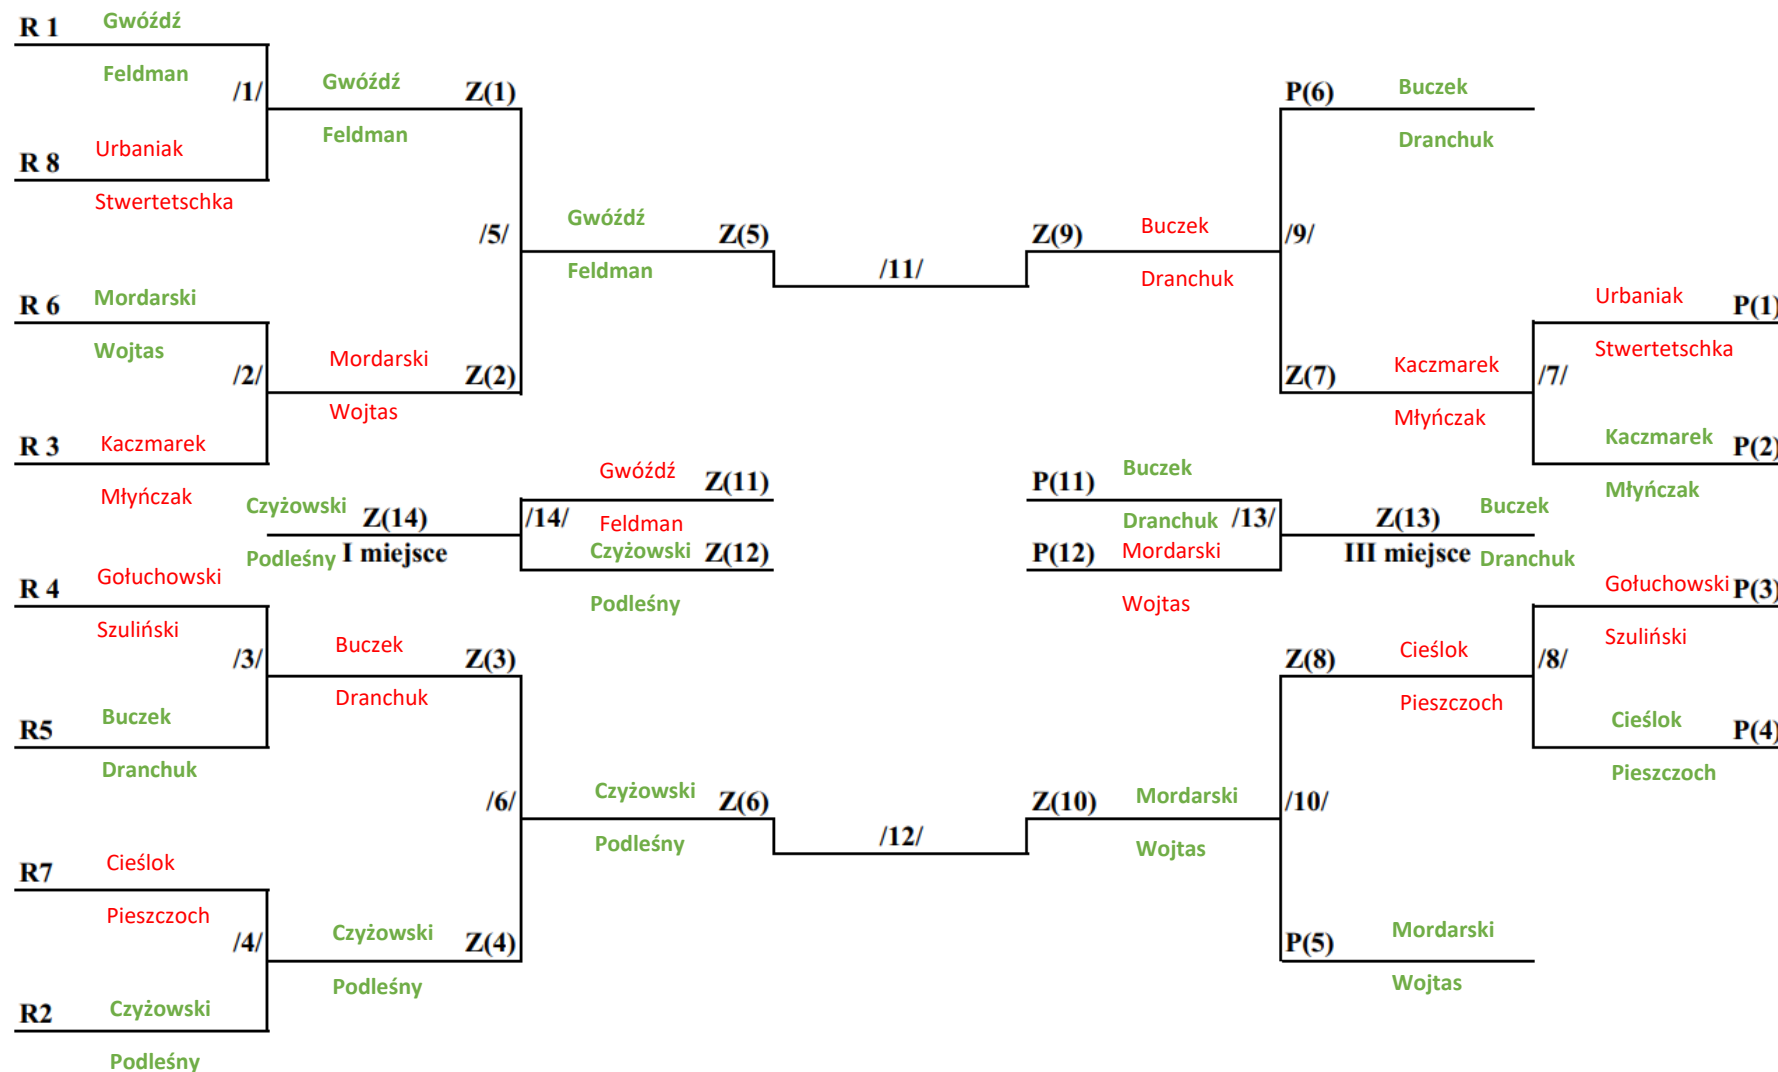 R 1 Gwóźdź
Feldman
/1/
R 8 Urbaniak
Stwertetschka
Gwóźdź Z(1)
Feldman
R 6 Mordarski
Wojtas
/2/
R 3 Kaczmarek
Młyńczak
Mordarski Z(2)
Wojtas
/5/
Gwóźdź Z(5)
Feldman
/11/
Z(9) Buczek
Dranchuk
/9/
P(6) Buczek
Dranchuk
Z(7) Kaczmarek
Młyńczak
/7/
Urbaniak P(1)
Stwertetschka
Kaczmarek P(2)
Młyńczak
Czyżowski Z(14)
Podleśny I miejsce
/14/
Gwóźdź Z(11)
Feldman
Czyżowski Z(12)
Podleśny
P(11) Buczek
Dranchuk
/13/
P(12) Mordarski
Wojtas
Z(13) Buczek
III miejsce Dranchuk
R 4 Gołuchowski
Szuliński
/3/
R5 Buczek
Dranchuk
Buczek Z(3)
Dranchuk
R7 Cieślok
Pieszczoch
/4/
R2 Czyżowski
Podleśny
Czyżowski Z(4)
Podleśny
/6/
Czyżowski Z(6)
Podleśny
/12/
Z(10) Mordarski
Wojtas
/10/
Z(8) Cieślok
Pieszczoch
/8/
Gołuchowski P(3)
Szuliński
Cieślok P(4)
Pieszczoch
P(5) Mordarski
Wojtas